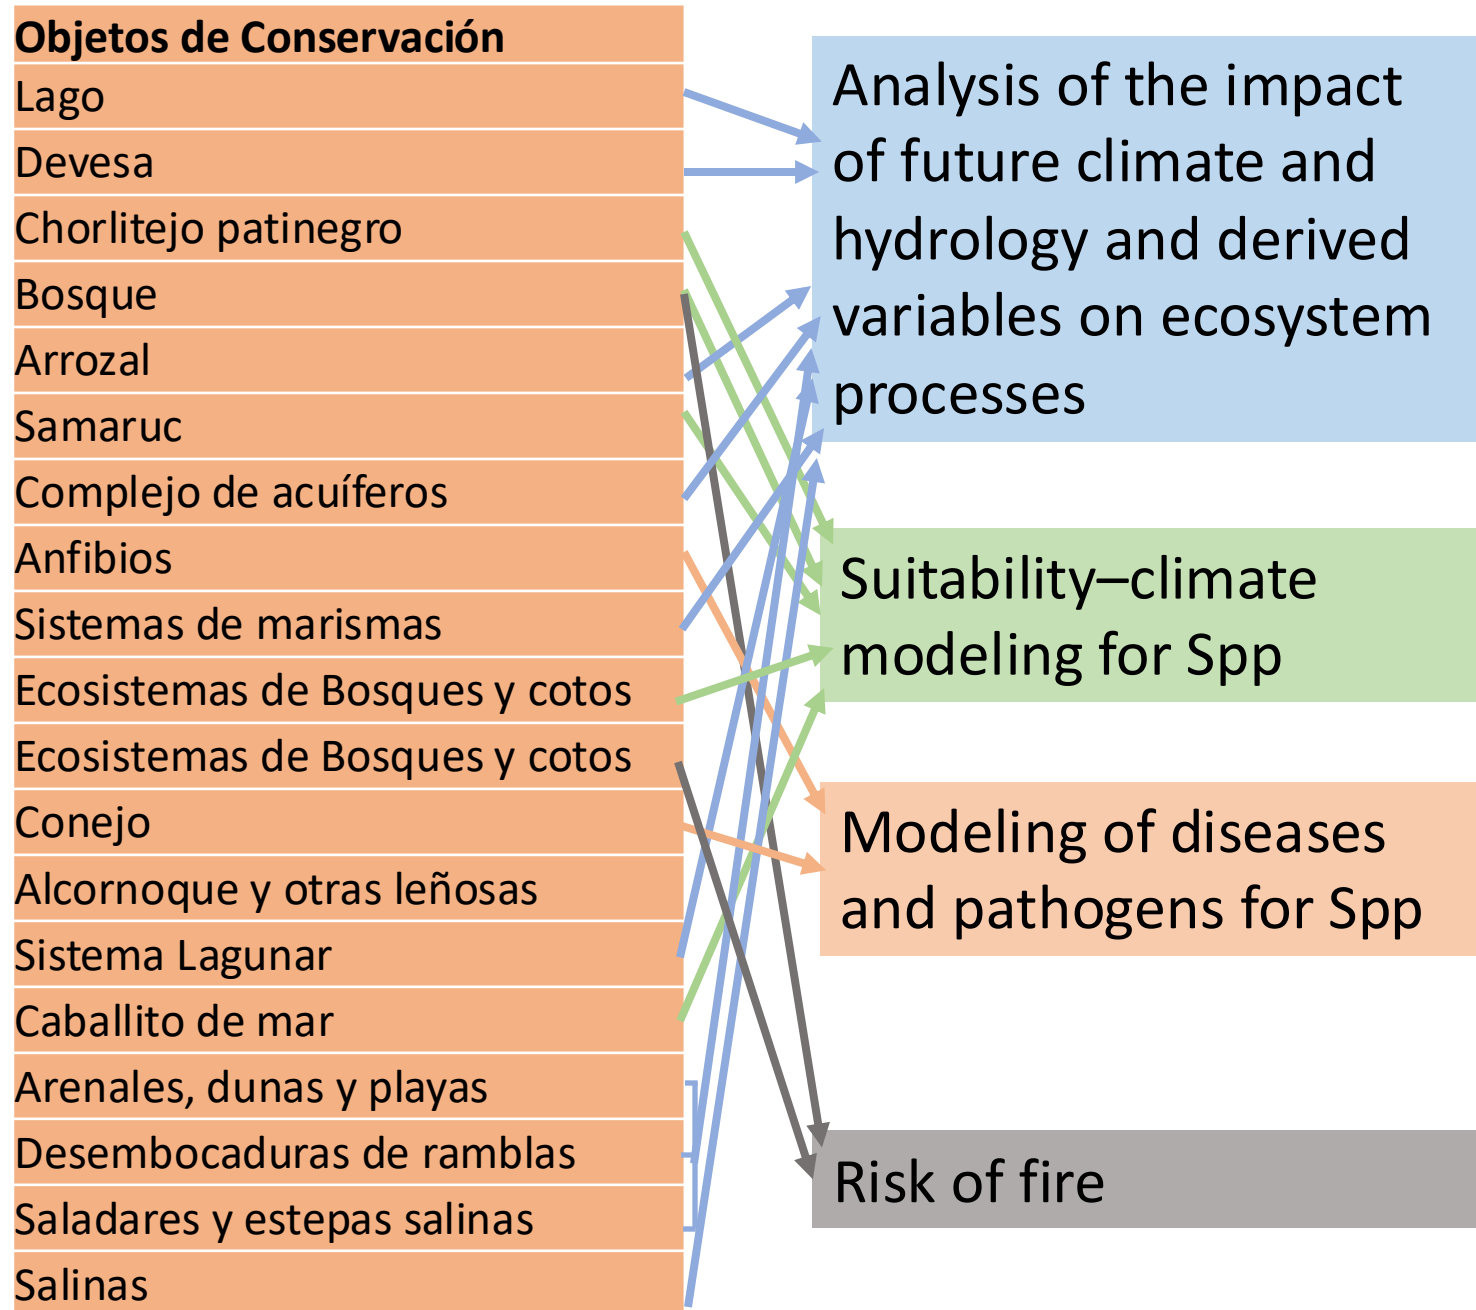 Objetos de Conservación
Lago
Devesa
Chorlitejo patinegro
Bosque
Arrozal
Samaruc
Complejo de acuíferos
Anfibios
Sistemas de marismas
Ecosistemas de Bosques y cotos
Ecosistemas de Bosques y cotos
Conejo
Alcornoque y otras leñosas
Sistema Lagunar
Caballito de mar
Arenales, dunas y playas
Desembocaduras de ramblas
Saladares y estepas salinas
Salinas
Analysis of the impact
of future climate and
hydrology and derived
variables on ecosystem
processes
Suitability–climate
modeling for Spp
Modeling of diseases
and pathogens for Spp
Risk of fire